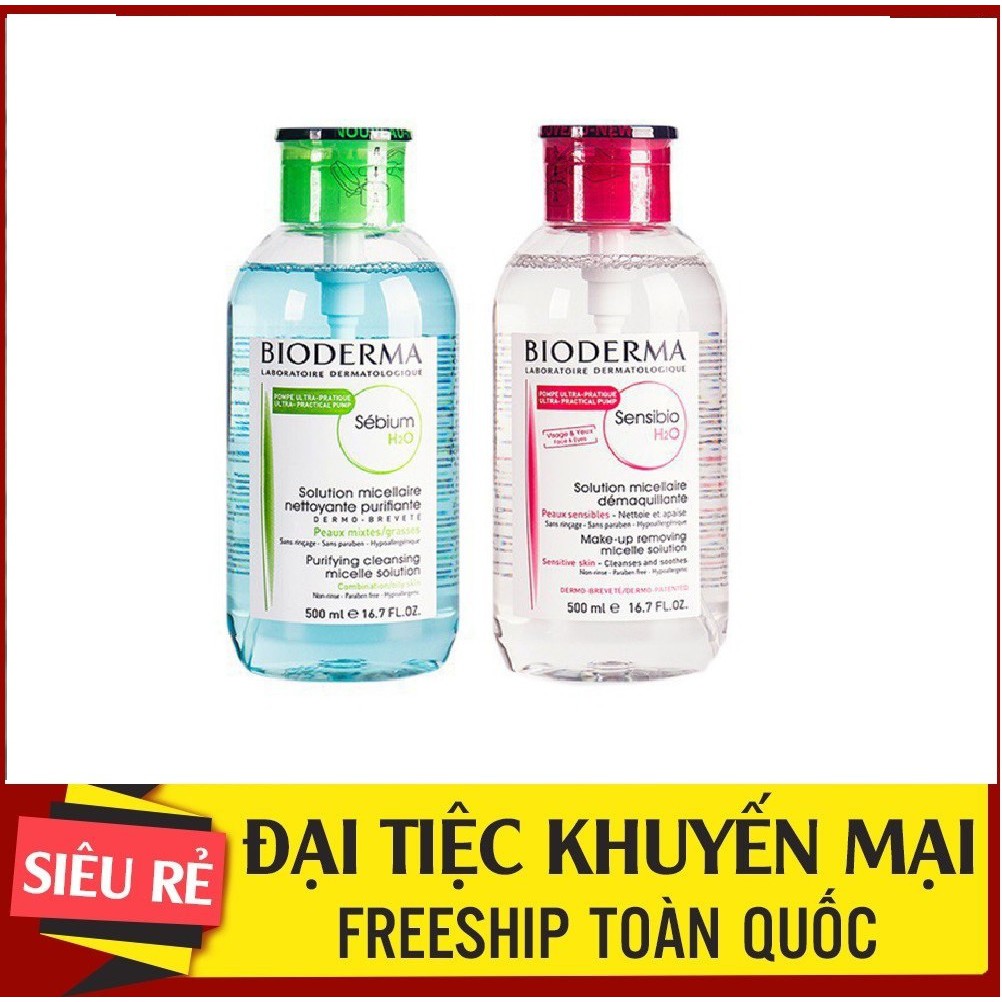 NOUVEAU-
BIODERMA
LABORATOIRE DERMATOLOGIQUE
POMPE ULTRA-PRATIQUE
ULTRA-PRACTICAL PUMP
Sébium
H2O
Solution micellaire
nettoyante purifiante
DERMO-BREVETÉ
Peaux mixtes/grasses
Sans rinçage - Sans paraben - Hypoallergénique
Purifying cleansing
micelle solution
Combination/oily skin
Non-rinse - Paraben free - Hypoallergenic
500 ml e 16.7 FL.OZ.
BIODERMA
LABORATOIRE DERMATOLOGIQUE
POMPE ULTRA-PRATIQUE
ULTRA-PRACTICAL PUMP
Sensibio
H2O
Visage & Yeux
Face & Eyes
Solution micellaire
démaquillante
Peaux sensibles - Nettoie et apaise
Sans rinçage - Sans paraben - Hypoallergénique
Make-up removing
micelle solution
Sensitive skin - Cleanses and soothes
Non-rinse - Paraben free - Hypoallergenic
DERMO-BREVETÉ/DERMO-PATENTED
500 ml e 16.7 FL.OZ.
SIÊU RẺ
ĐẠI TIỆC KHUYẾN MẠI
FREESHIP TOÀN QUỐC